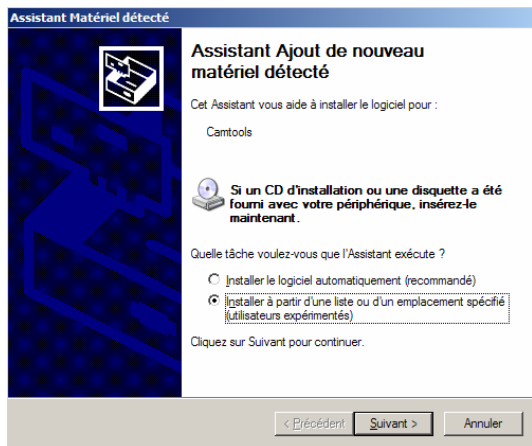 Assistant Matériel détecté
Assistant Ajout de nouveau
matériel détecté
Cet Assistant vous aide à installer le logiciel pour :
Camtools
Si un CD d'installation ou une disquette a été
fourni avec votre périphérique, insérez-le
maintenant.
Quelle tâche voulez-vous que l'Assistant exécute ?
Installer le logiciel automatiquement (recommandé)
Installer à partir d'une liste ou d'un emplacement spécifié
(utilisateurs expérimentés)
Cliquez sur Suivant pour continuer.
< Précédent
Suivant >
Annuler